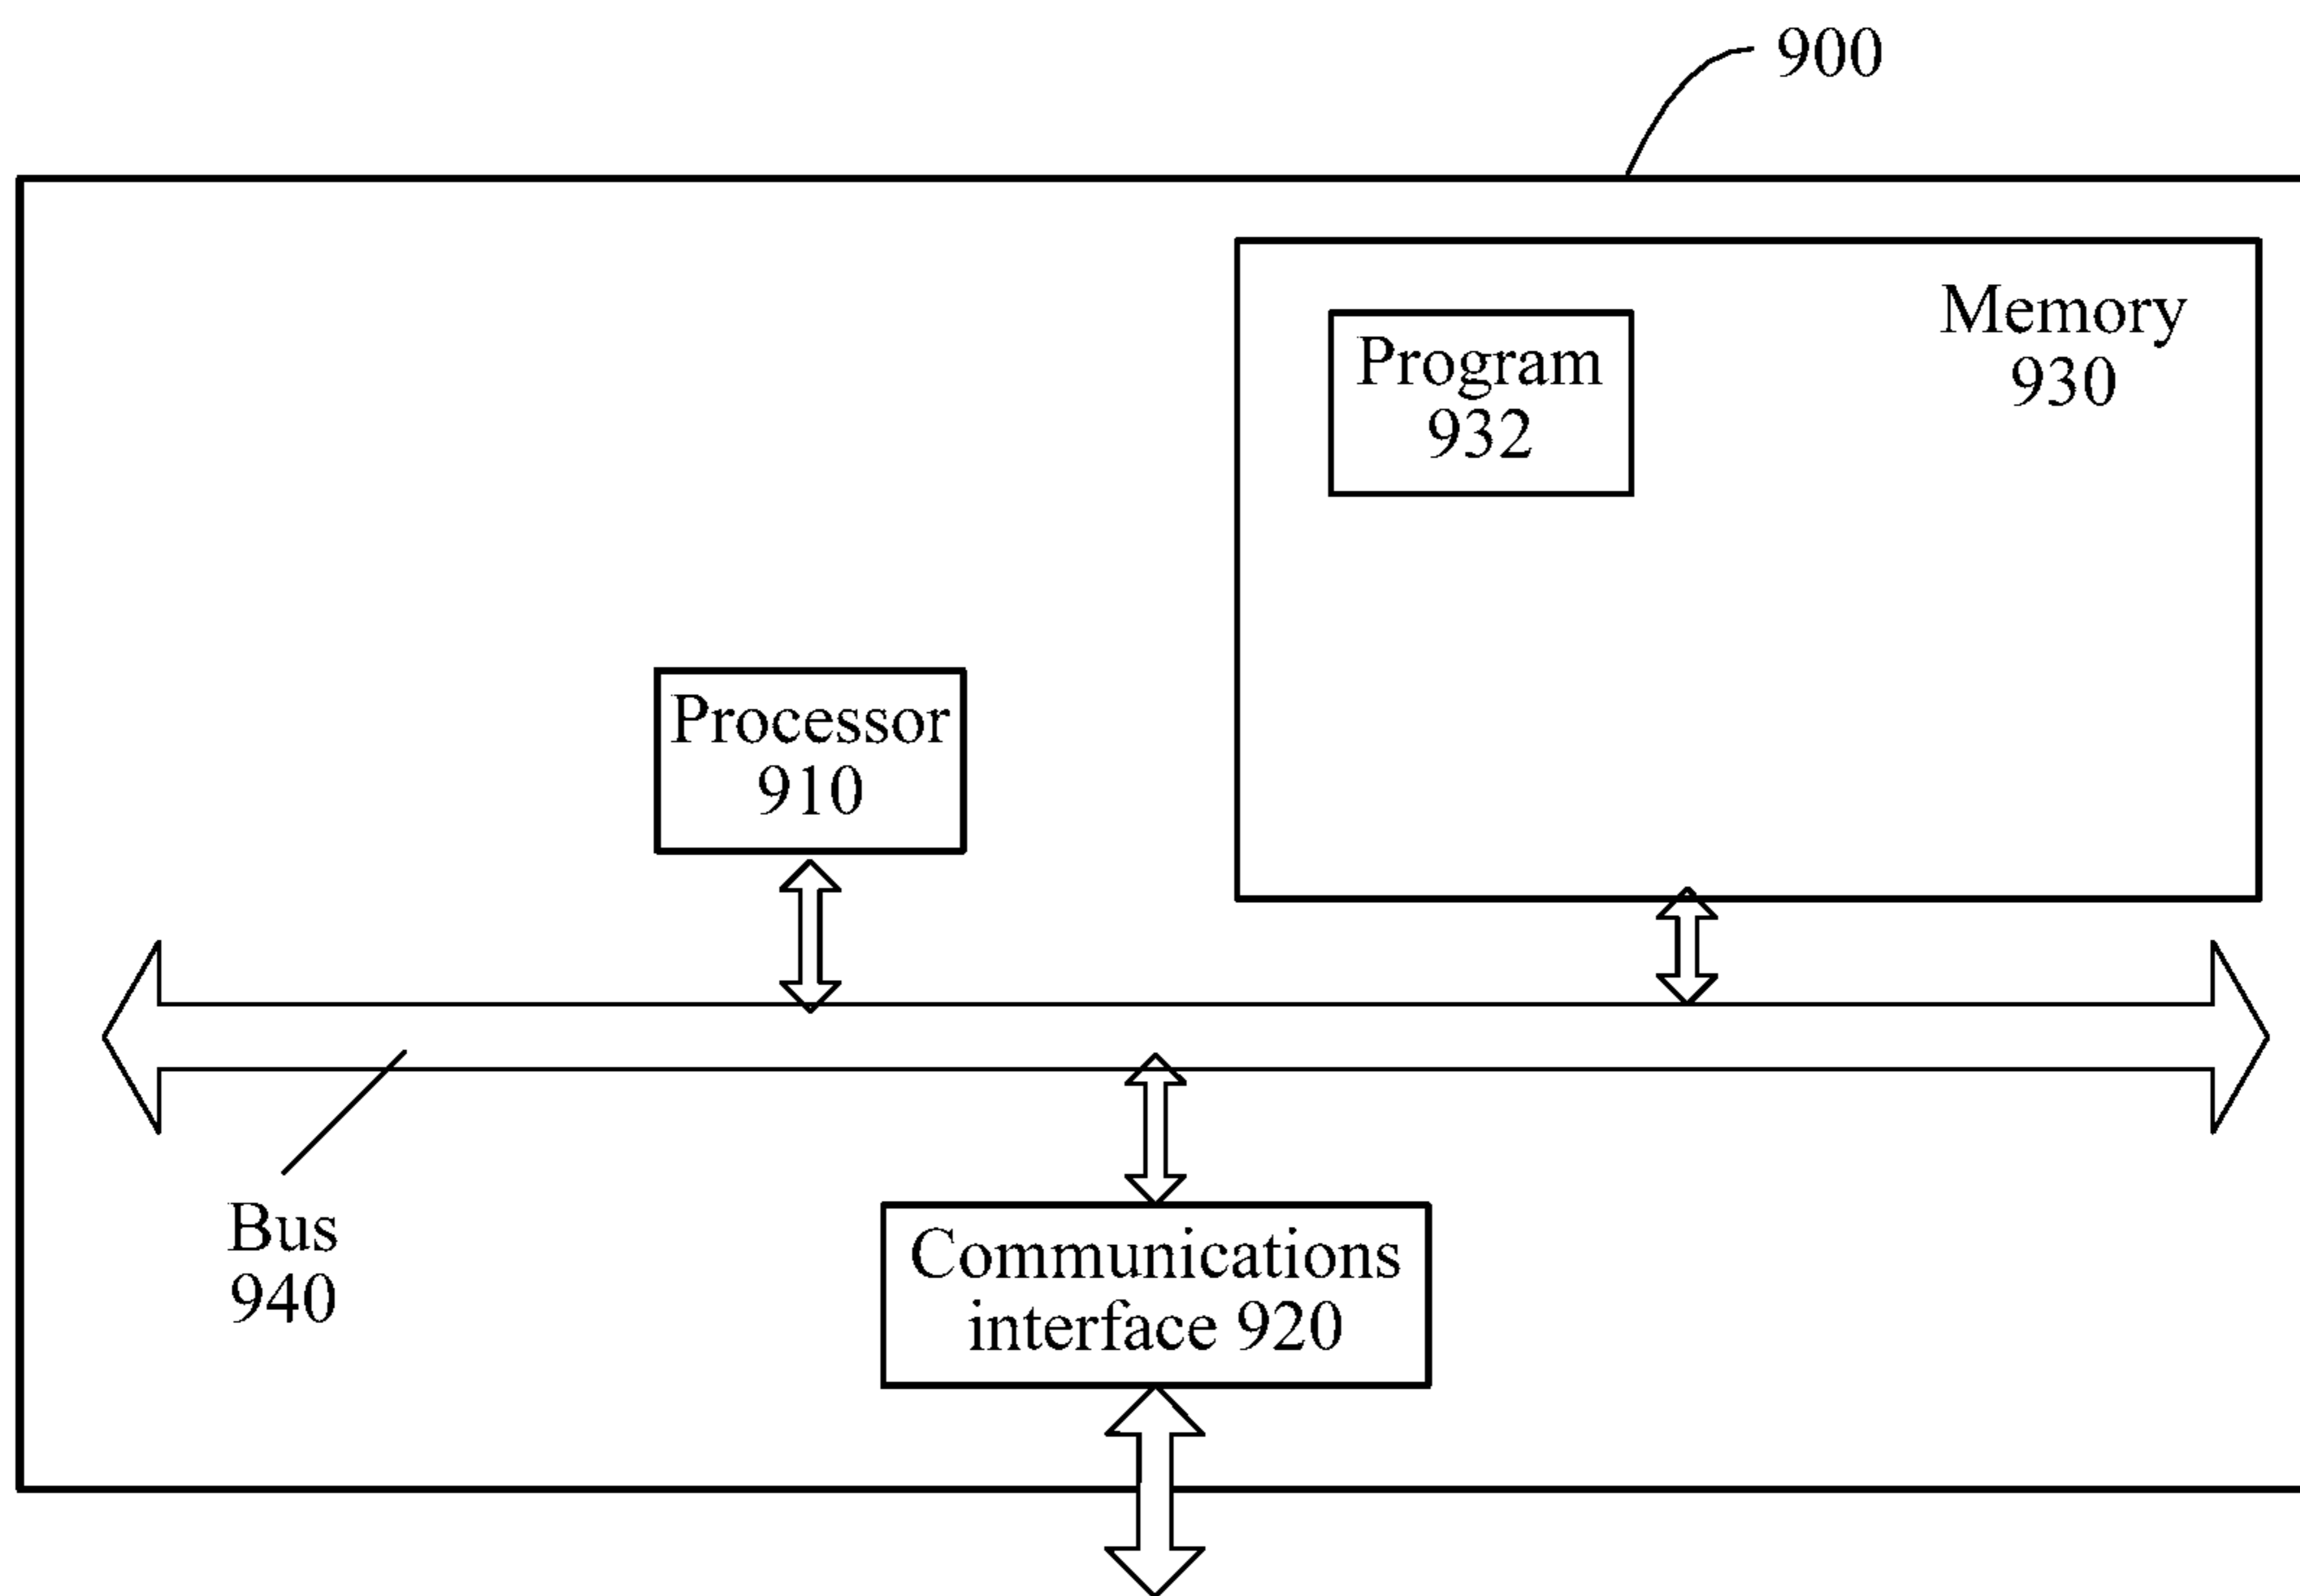 900
Memory
930
Program
932
Processor
910
Bus
940
Communications
interface 920